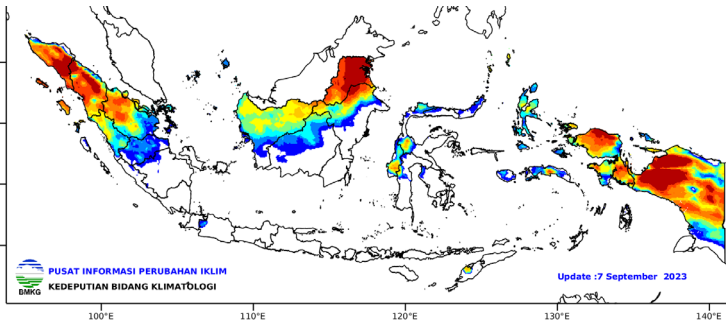 PUSAT INFORMASI PERUBAHAN IKLIM
KEDEPUTIAN BIDANG KLIMATOLOGI
BMKG
Update :7 September 2023
100°E 110°E 120°E 130°E 140°E